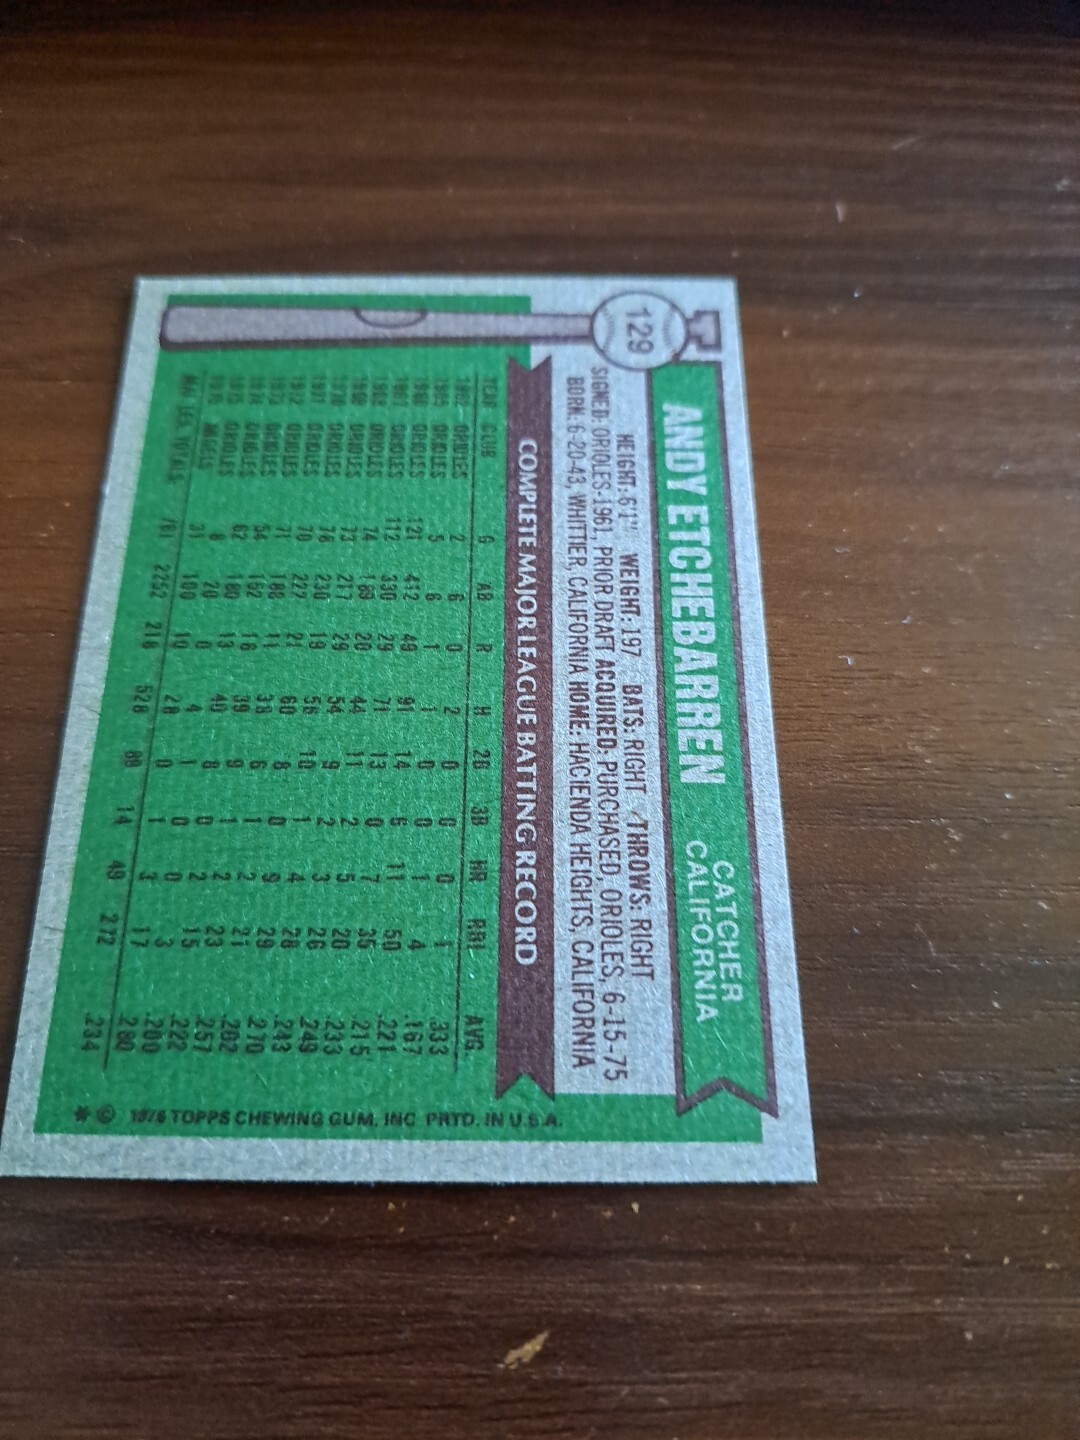 129
ANDY ETCHEBARREN
CATCHER
CALIFORNIA
HEIGHT: 6'1" WEIGHT: 197 BATS: RIGHT THROWS: RIGHT
SIGNED: ORIOLES-1961, PRIOR DRAFT ACQUIRED: PURCHASED, ORIOLES, 6-15-75
BORN: 6-20-43, WHITTIER, CALIFORNIA HOME: HACIENDA HEIGHTS, CALIFORNIA
COMPLETE MAJOR LEAGUE BATTING RECORD
YEAR CLUB G AB R H 2B 3B HR RBI AVG.
1962 ORIOLES 2 6 0 2 0 0 0 1 .333
1965 ORIOLES 5 6 1 1 0 0 1 4 .167
1966 ORIOLES 121 412 49 91 14 6 11 50 .221
1967 ORIOLES 112 330 29 71 13 0 7 35 .215
1968 ORIOLES 74 189 20 44 11 2 5 20 .233
1969 ORIOLES 73 217 29 54 9 2 3 26 .249
1970 ORIOLES 78 230 19 56 10 1 4 28 .243
1971 ORIOLES 70 222 21 60 8 0 9 29 .270
1972 ORIOLES 71 188 11 38 6 1 2 21 .202
1973 ORIOLES 54 152 16 39 9 1 2 23 .257
1974 ORIOLES 62 180 13 40 8 0 2 15 .222
1975 ORIOLES 8 20 0 4 1 0 0 3 .200
1975 ANGELS 31 100 10 28 0 1 3 17 .280
MAJ. LEA. TOTALS 761 2252 218 528 89 14 49 272 .234
* © 1976 TOPPS CHEWING GUM, INC. PRTD. IN U.S.A.